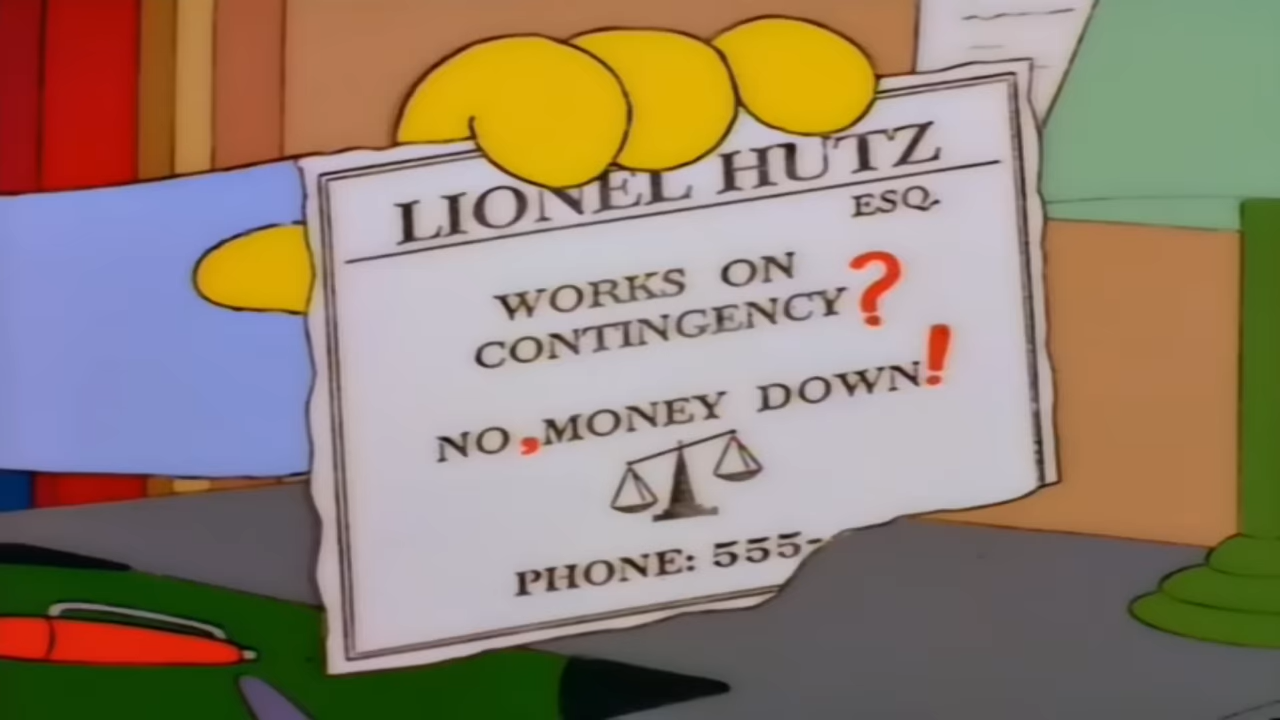 LIONEL HUTZ
ESQ.
WORKS ON
CONTINGENCY?
NO,MONEY DOWN!
PHONE: 555-